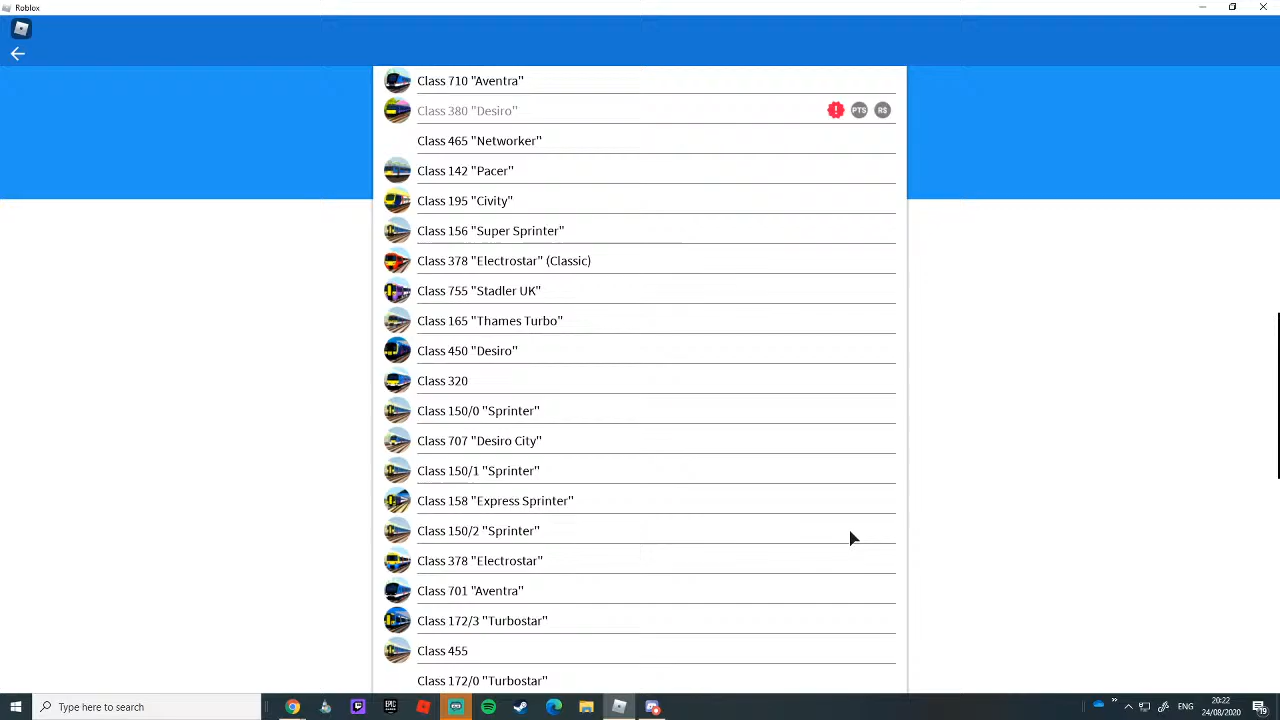 Roblox
Class 710 "Aventra"
Class 380 "Desiro"
! PTS R$
Class 465 "Networker"
Class 142 "Pacer"
Class 195 "Civity"
Class 156 "Super Sprinter"
Class 378 "Electrostar" (Classic)
Class 755 "Stadler UK"
Class 165 "Thames Turbo"
Class 450 "Desiro"
Class 320
Class 150/0 "Sprinter"
Class 707 "Desiro City"
Class 150/1 "Sprinter"
Class 158 "Express Sprinter"
Class 150/2 "Sprinter"
Class 378 "Electrostar"
Class 701 "Aventra"
Class 172/3 "Turbostar"
Class 455
Class 172/0 "Turbostar"
Type here to search
EPIC
GAMES
ENG
20:22
24/08/2020